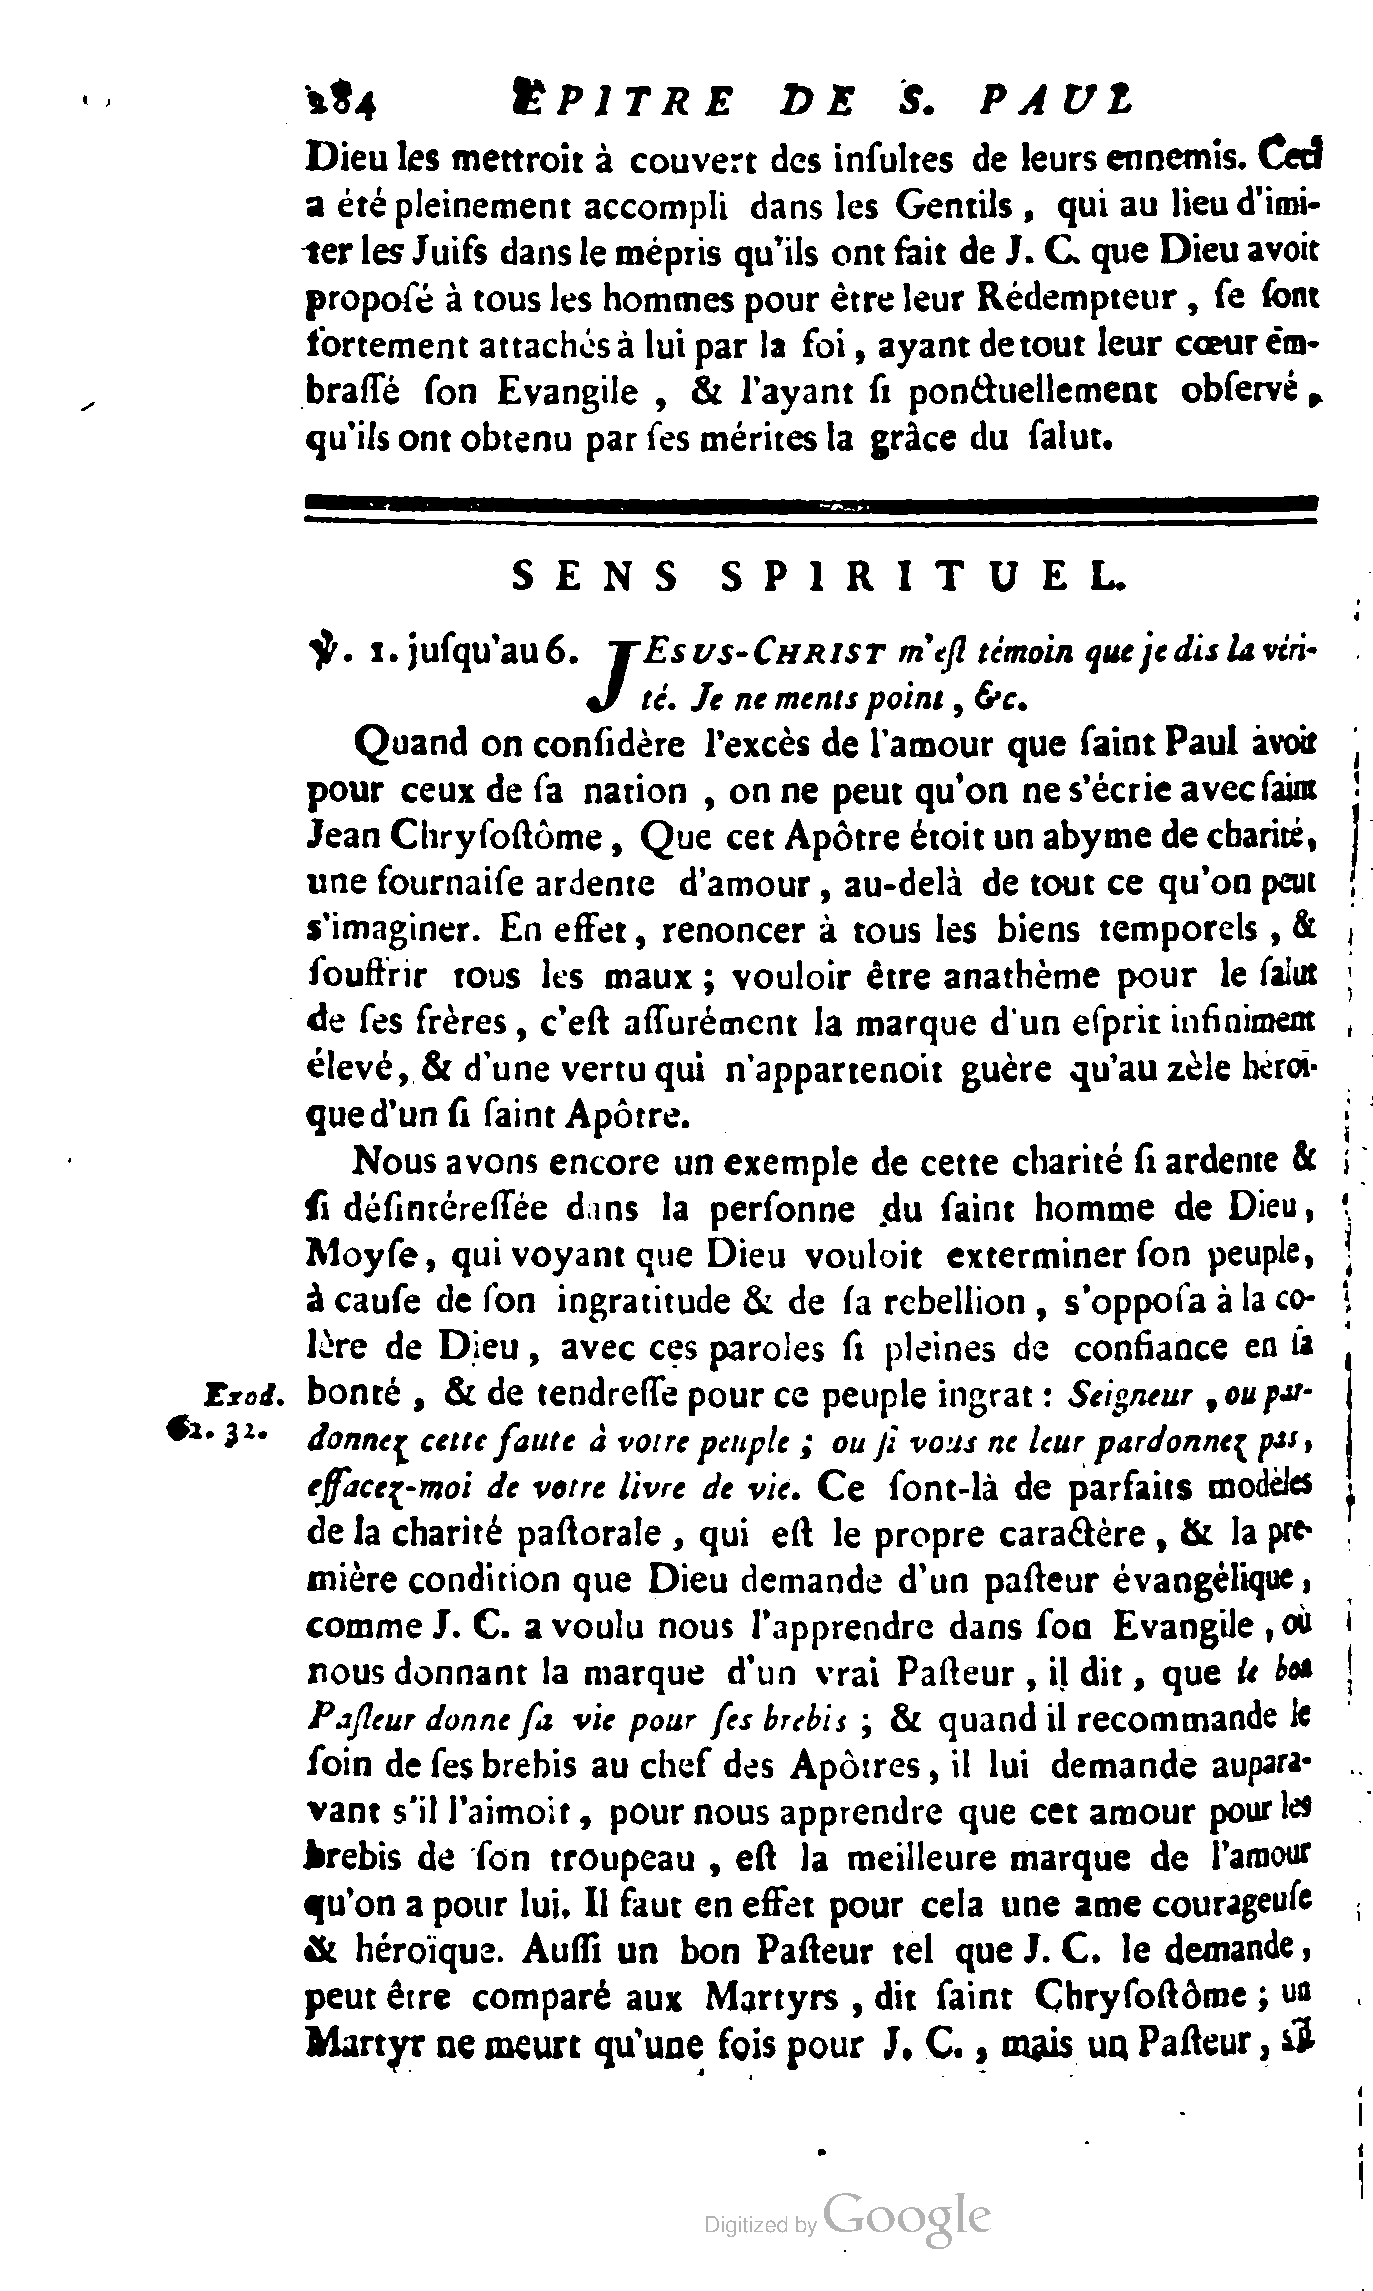 284 EPITRE DE S. PAUL
Dieu les mettroit à couvert des inſultes de leurs ennemis. Ceci
a été pleinement accompli dans les Gentils, qui au lieu d'imi-
ter les Juifs dans le mépris qu'ils ont fait de J. C. que Dieu avoit
propoſé à tous les hommes pour être leur Rédempteur, ſe ſont
fortement attachés à lui par la foi, ayant de tout leur cœur em-
braſſé ſon Evangile, & l'ayant ſi ponctuellement obſervé,
qu'ils ont obtenu par ſes mérites la grâce du ſalut.
SENS SPIRITUEL.
℣. 1. juſqu'au 6. JESUS-CHRIST m'eſt témoin que je dis la véri-
té. Je ne ments point, &c.
Quand on conſidère l'excès de l'amour que ſaint Paul avoit
pour ceux de ſa nation, on ne peut qu'on ne s'écrie avec ſaint
Jean Chryſoſtôme, Que cet Apôtre étoit un abyme de charité,
une fournaiſe ardente d'amour, au-delà de tout ce qu'on peut
s'imaginer. En effet, renoncer à tous les biens temporels, &
ſouffrir tous les maux; vouloir être anathème pour le ſalut
de ſes frères, c'eſt aſſurément la marque d'un eſprit infiniment
élevé, & d'une vertu qui n'appartenoit guère qu'au zèle héroï-
que d'un ſi ſaint Apôtre.
Nous avons encore un exemple de cette charité ſi ardente &
ſi déſintéreſſée dans la perſonne du ſaint homme de Dieu,
Moyſe, qui voyant que Dieu vouloit exterminer ſon peuple,
à cauſe de ſon ingratitude & de ſa rebellion, s'oppoſa à la co-
lère de Dieu, avec ces paroles ſi pleines de confiance en ſa
Exod. bonté, & de tendreſſe pour ce peuple ingrat: Seigneur, ou par-
32. 32. donnez cette faute à votre peuple; ou ſi vous ne leur pardonnez pas,
effacez-moi de votre livre de vie. Ce ſont-là de parfaits modèles
de la charité paſtorale, qui eſt le propre caractère, & la pre-
mière condition que Dieu demande d'un paſteur évangélique,
comme J. C. a voulu nous l'apprendre dans ſon Evangile, où
nous donnant la marque d'un vrai Paſteur, il dit, que le bon
Paſteur donne ſa vie pour ſes brebis; & quand il recommande le
ſoin de ſes brebis au chef des Apôtres, il lui demande aupara-
vant s'il l'aimoit, pour nous apprendre que cet amour pour les
brebis de ſon troupeau, eſt la meilleure marque de l'amour
qu'on a pour lui. Il faut en effet pour cela une ame courageuſe
& héroïque. Auſſi un bon Paſteur tel que J. C. le demande,
peut être comparé aux Martyrs, dit ſaint Chryſoſtôme; un
Martyr ne meurt qu'une fois pour J. C., mais un Paſteur, s'il
Digitized by Google